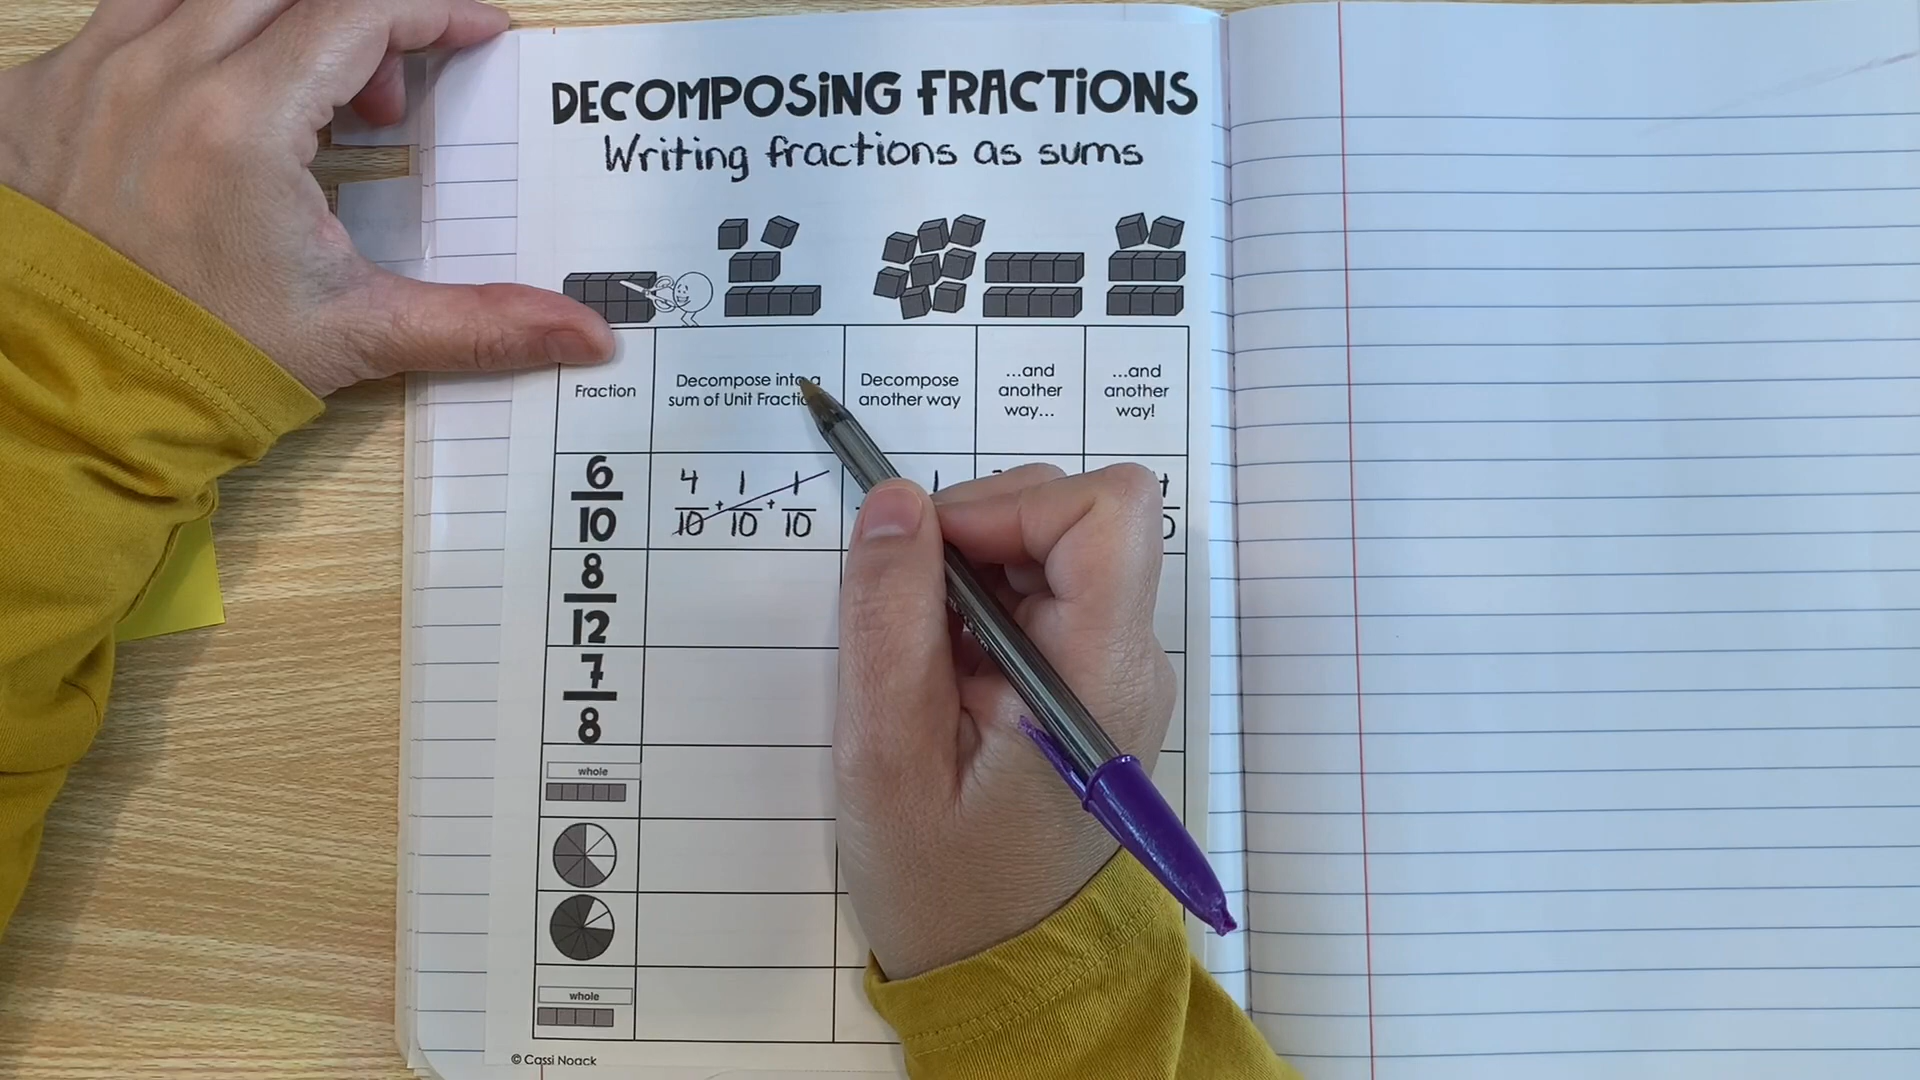 DECOMPOSING FRACTIONS
Writing fractions as sums
Fraction
Decompose into a
sum of Unit
Decompose
another way
...and
another
way...
...and
another
way!
6
10
4/10 + 1/10 + 1/10
1
8
12
7
8
whole
whole
© Cassi Noack